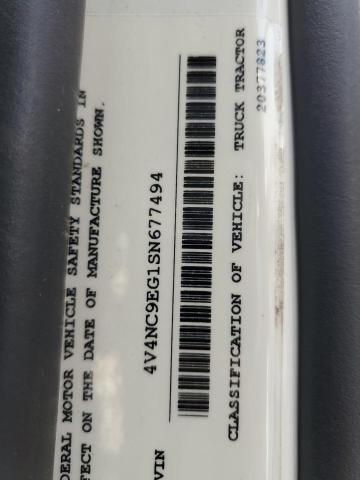 DERAL MOTOR VEHICLE SAFETY STANDARDS IN
FECT ON THE DATE OF MANUFACTURE SHOWN.
VIN 4V4NC9EG1SN677494
CLASSIFICATION OF VEHICLE: TRUCK TRACTOR
20377823